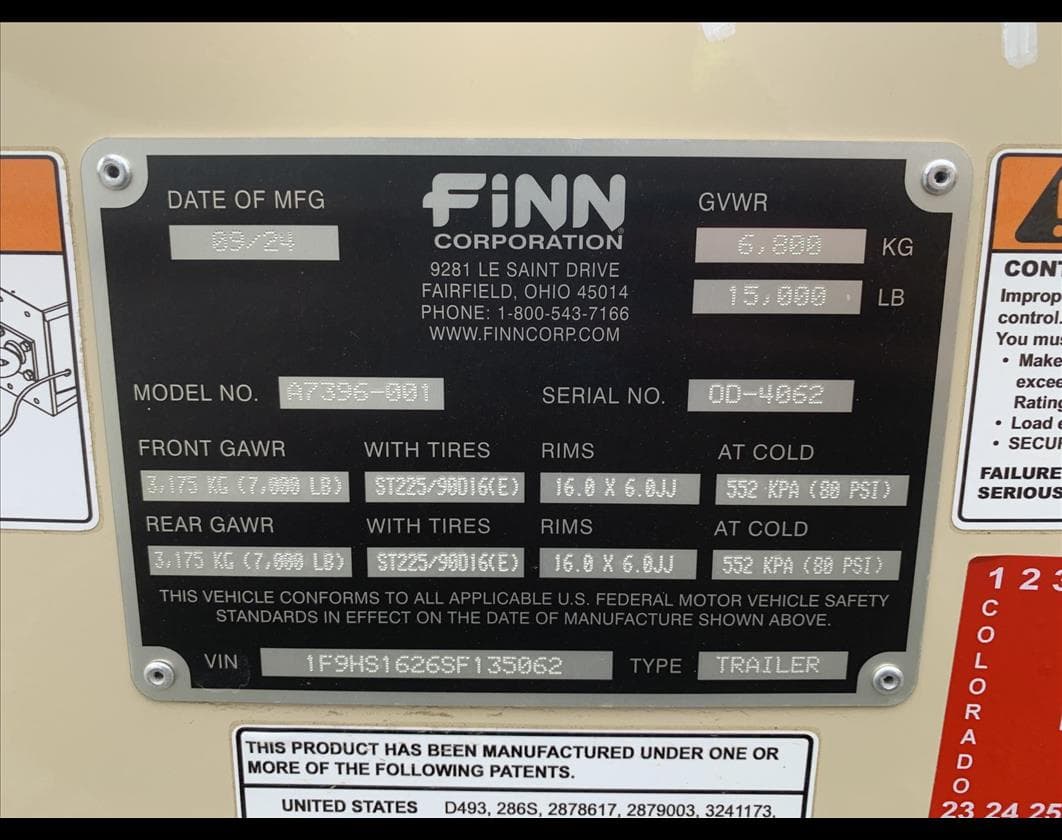 DATE OF MFG
09/24
FiNN
CORPORATION
9281 LE SAINT DRIVE
FAIRFIELD, OHIO 45014
PHONE: 1-800-543-7166
WWW.FINNCORP.COM
GVWR
6,800 KG
15,000 LB
MODEL NO. A7396-001 SERIAL NO. OD-4062
FRONT GAWR WITH TIRES RIMS AT COLD
3,175 KG (7,000 LB) ST225/90D16(E) 16.0 X 6.0JJ 552 KPA (80 PSI)
REAR GAWR WITH TIRES RIMS AT COLD
3,175 KG (7,000 LB) ST225/90D16(E) 16.0 X 6.0JJ 552 KPA (80 PSI)
THIS VEHICLE CONFORMS TO ALL APPLICABLE U.S. FEDERAL MOTOR VEHICLE SAFETY
STANDARDS IN EFFECT ON THE DATE OF MANUFACTURE SHOWN ABOVE.
VIN 1F9HS1626SF135062 TYPE TRAILER
THIS PRODUCT HAS BEEN MANUFACTURED UNDER ONE OR
MORE OF THE FOLLOWING PATENTS.
UNITED STATES D493, 286S, 2878617, 2879003, 3241173,
control.
You
• Make
Rating
• Load
FAILURE
SERIOUS
1 2 3
COLORADO
23 24 25